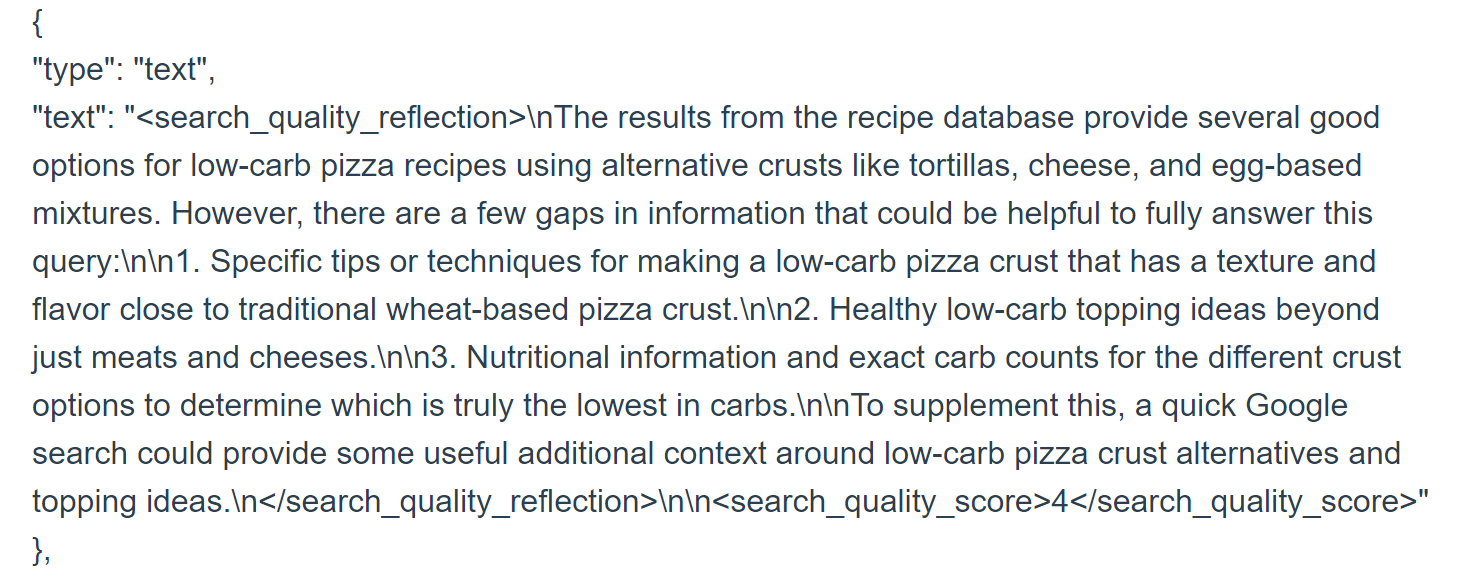 {
"type": "text",
"text": "<search_quality_reflection>\nThe results from the recipe database provide several good
options for low-carb pizza recipes using alternative crusts like tortillas, cheese, and egg-based
mixtures. However, there are a few gaps in information that could be helpful to fully answer this
query:\n\n1. Specific tips or techniques for making a low-carb pizza crust that has a texture and
flavor close to traditional wheat-based pizza crust.\n\n2. Healthy low-carb topping ideas beyond
just meats and cheeses.\n\n3. Nutritional information and exact carb counts for the different crust
options to determine which is truly the lowest in carbs.\n\nTo supplement this, a quick Google
search could provide some useful additional context around low-carb pizza crust alternatives and
topping ideas.\n</search_quality_reflection>\n\n<search_quality_score>4</search_quality_score>"
},